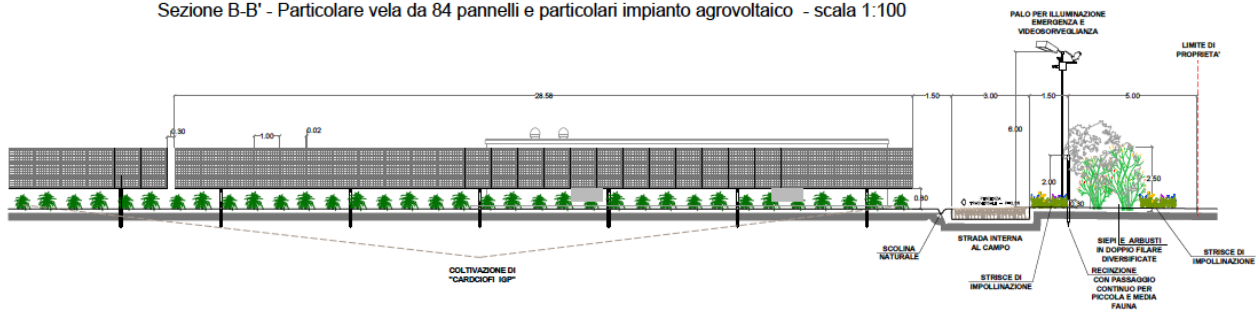 Sezione B-B' - Particolare vela da 84 pannelli e particolari impianto agrovoltaico - scala 1:100
PALO PER ILLUMINAZIONE
EMERGENZA E
VIDEOSORVEGLIANZA
LIMITE DI
PROPRIETA'
28.58
1.50
3.00
1.50
5.00
0.30
1.00
0.02
6.00
2.00
2.50
0.80
0.30
SCOLINA
NATURALE
STRADA INTERNA
AL CAMPO
SIEPI E ARBUSTI
IN DOPPIO FILARE
DIVERSIFICATE
STRISCE DI
IMPOLLINAZIONE
COLTIVAZIONE DI
"CARDCIOFI IGP"
STRISCE DI
IMPOLLINAZIONE
RECINZIONE
CON PASSAGGIO
CONTINUO PER
PICCOLA E MEDIA
FAUNA